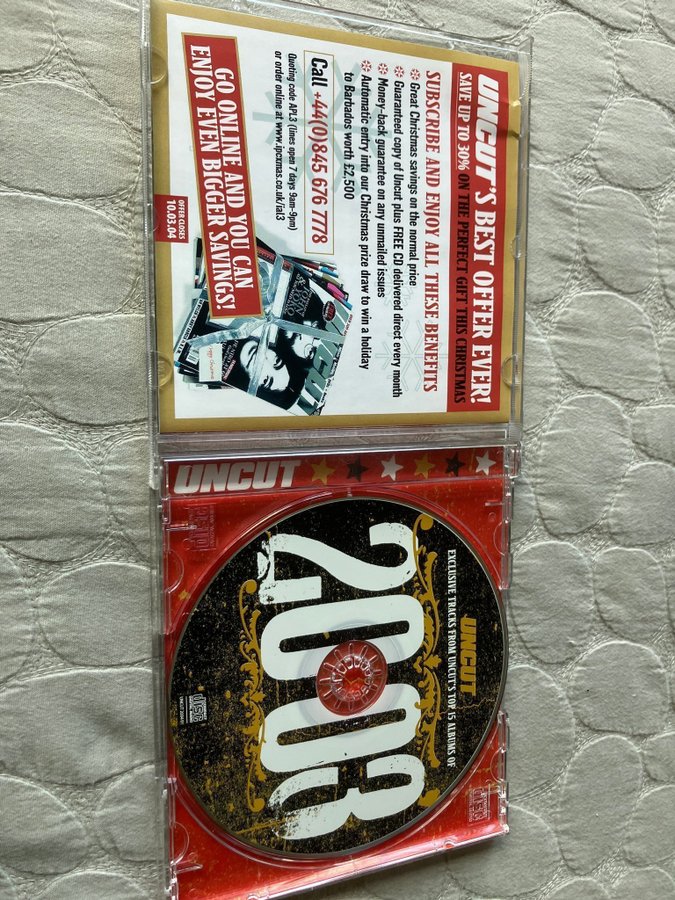 UNCUT'S BEST OFFER EVER!
SAVE UP TO 30% ON THE PERFECT GIFT THIS CHRISTMAS
SUBSCRIBE AND ENJOY ALL THESE BENEFITS
Great Christmas savings on the normal price
Guaranteed copy of Uncut plus FREE CD delivered direct every month
Money-back guarantee on any unmailed issues
Automatic entry into our Christmas prize draw to win a holiday
to Barbados worth £2,500
Call +44(0)845 676 7778
Quoting code APL3 (lines open 7 days 9am-9pm)
or order online at www.ipcxmas.co.uk/ial3
GO ONLINE AND YOU CAN
ENJOY EVEN BIGGER SAVINGS!
OFFER CLOSES
10.03.04
UNCUT
UNCUT
UNCUT
EXCLUSIVE TRACKS FROM UNCUT'S TOP 15 ALBUMS OF
2003